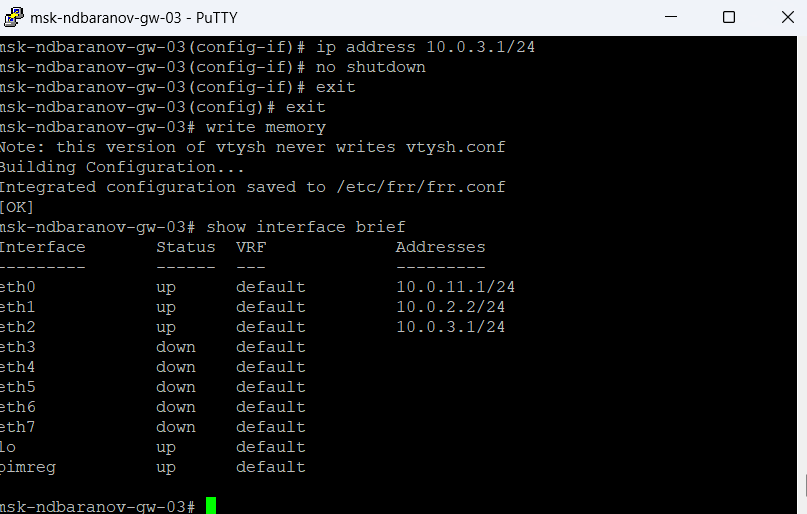 msk-ndbaranov-gw-03 - PuTTY
msk-ndbaranov-gw-03(config-if)# ip address 10.0.3.1/24
msk-ndbaranov-gw-03(config-if)# no shutdown
msk-ndbaranov-gw-03(config-if)# exit
msk-ndbaranov-gw-03(config)# exit
msk-ndbaranov-gw-03# write memory
Note: this version of vtysh never writes vtysh.conf
Building Configuration...
Integrated configuration saved to /etc/frr/frr.conf
[OK]
msk-ndbaranov-gw-03# show interface brief
Interface       Status  VRF             Addresses
---------       ------  ---             ---------
eth0            up      default         10.0.11.1/24
eth1            up      default         10.0.2.2/24
eth2            up      default         10.0.3.1/24
eth3            down    default
eth4            down    default
eth5            down    default
eth6            down    default
eth7            down    default
lo              up      default
pimreg          up      default
msk-ndbaranov-gw-03#